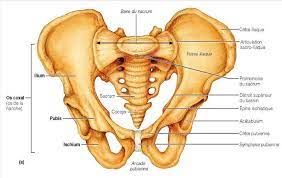 Base du sacrum
Crête iliaque
Articulation
sacro-iliaque
Fosse iliaque
Ilium
Promontoire
du sacrum
Os coxal
(os de la
hanche)
Sacrum
Détroit supérieur
du bassin
Épine sciatique
Coccyx
Pubis
Acétabulum
Crête pubienne
Ischium
Symphyse pubienne
Arcade
pubienne
(a)